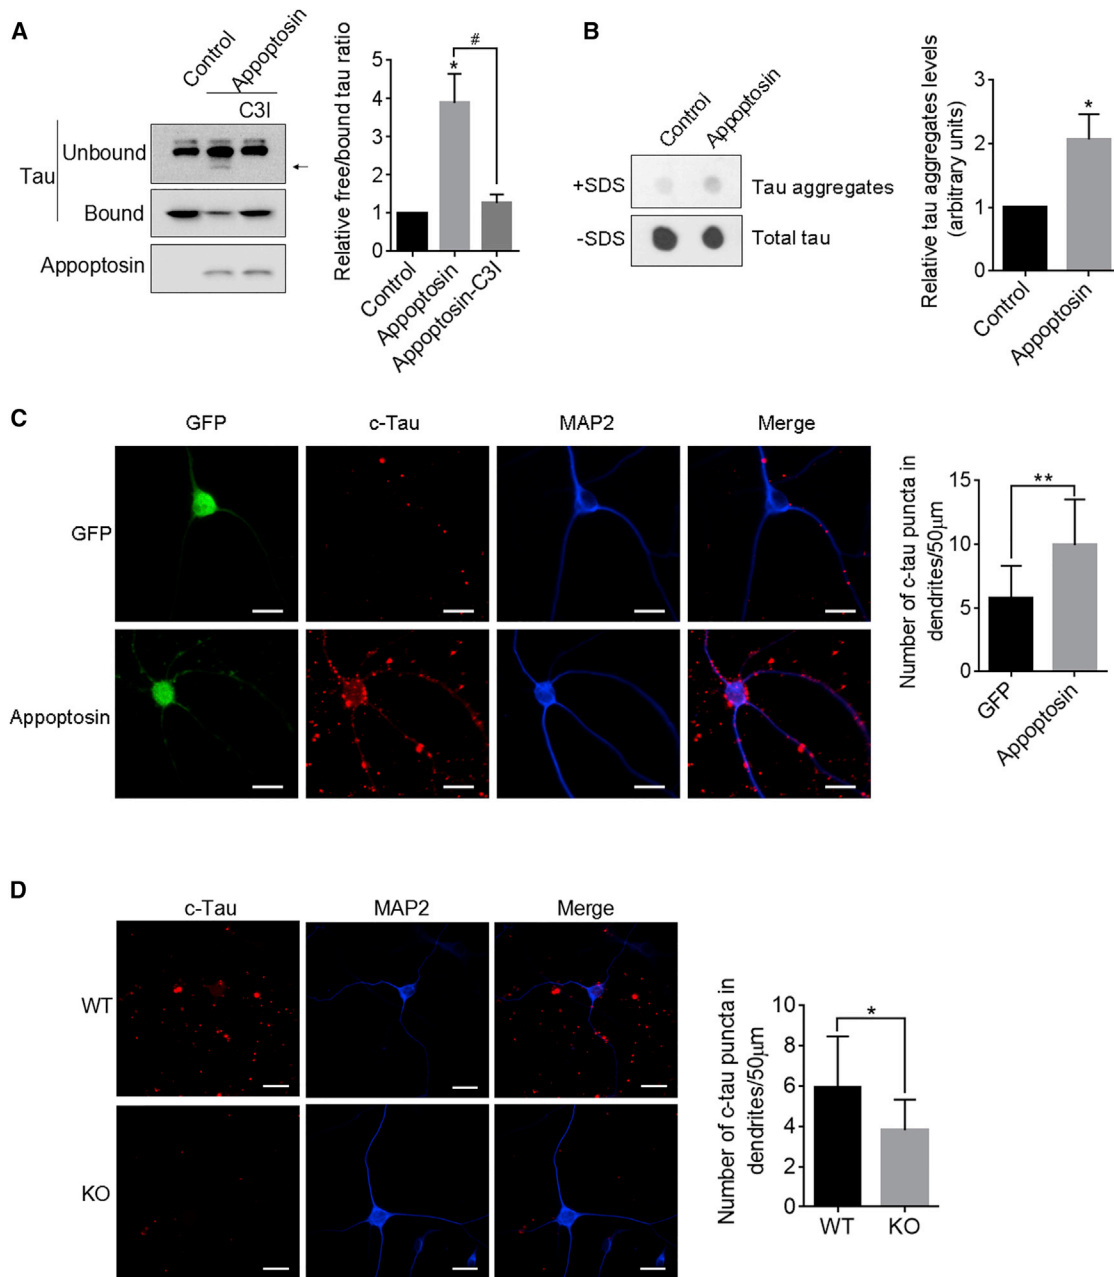 A
Control
Appoptosin
C3I
Tau
Unbound
Bound
Appoptosin
Relative free/bound tau ratio
5
4
3
2
1
0
*
#
Control
Appoptosin
Appoptosin-C3I
B
Control
Appoptosin
+SDS
Tau aggregates
-SDS
Total tau
Relative tau aggregates levels
(arbitrary units)
3
2
1
0
*
Control
Appoptosin
C
GFP
c-Tau
MAP2
Merge
GFP
Appoptosin
Number of c-tau puncta in
dendrites/50μm
15
10
5
0
**
GFP
Appoptosin
D
c-Tau
MAP2
Merge
WT
KO
Number of c-tau puncta in
dendrites/50μm
10
8
6
4
2
0
*
WT
KO